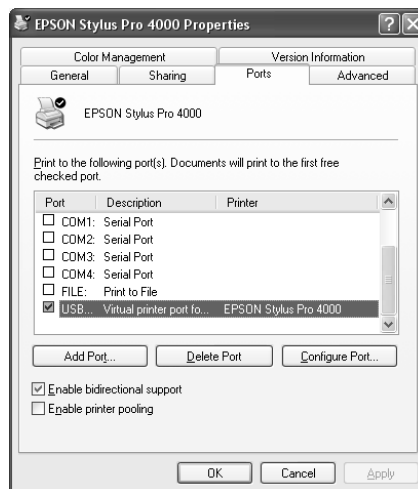 EPSON Stylus Pro 4000 Properties
Color Management Version Information
General Sharing Ports Advanced
EPSON Stylus Pro 4000
Print to the following port(s). Documents will print to the first free
checked port.
Port Description Printer
COM1: Serial Port
COM2: Serial Port
COM3: Serial Port
COM4: Serial Port
FILE: Print to File
USB... Virtual printer port fo... EPSON Stylus Pro 4000
Add Port... Delete Port Configure Port...
Enable bidirectional support
Enable printer pooling
OK Cancel Apply